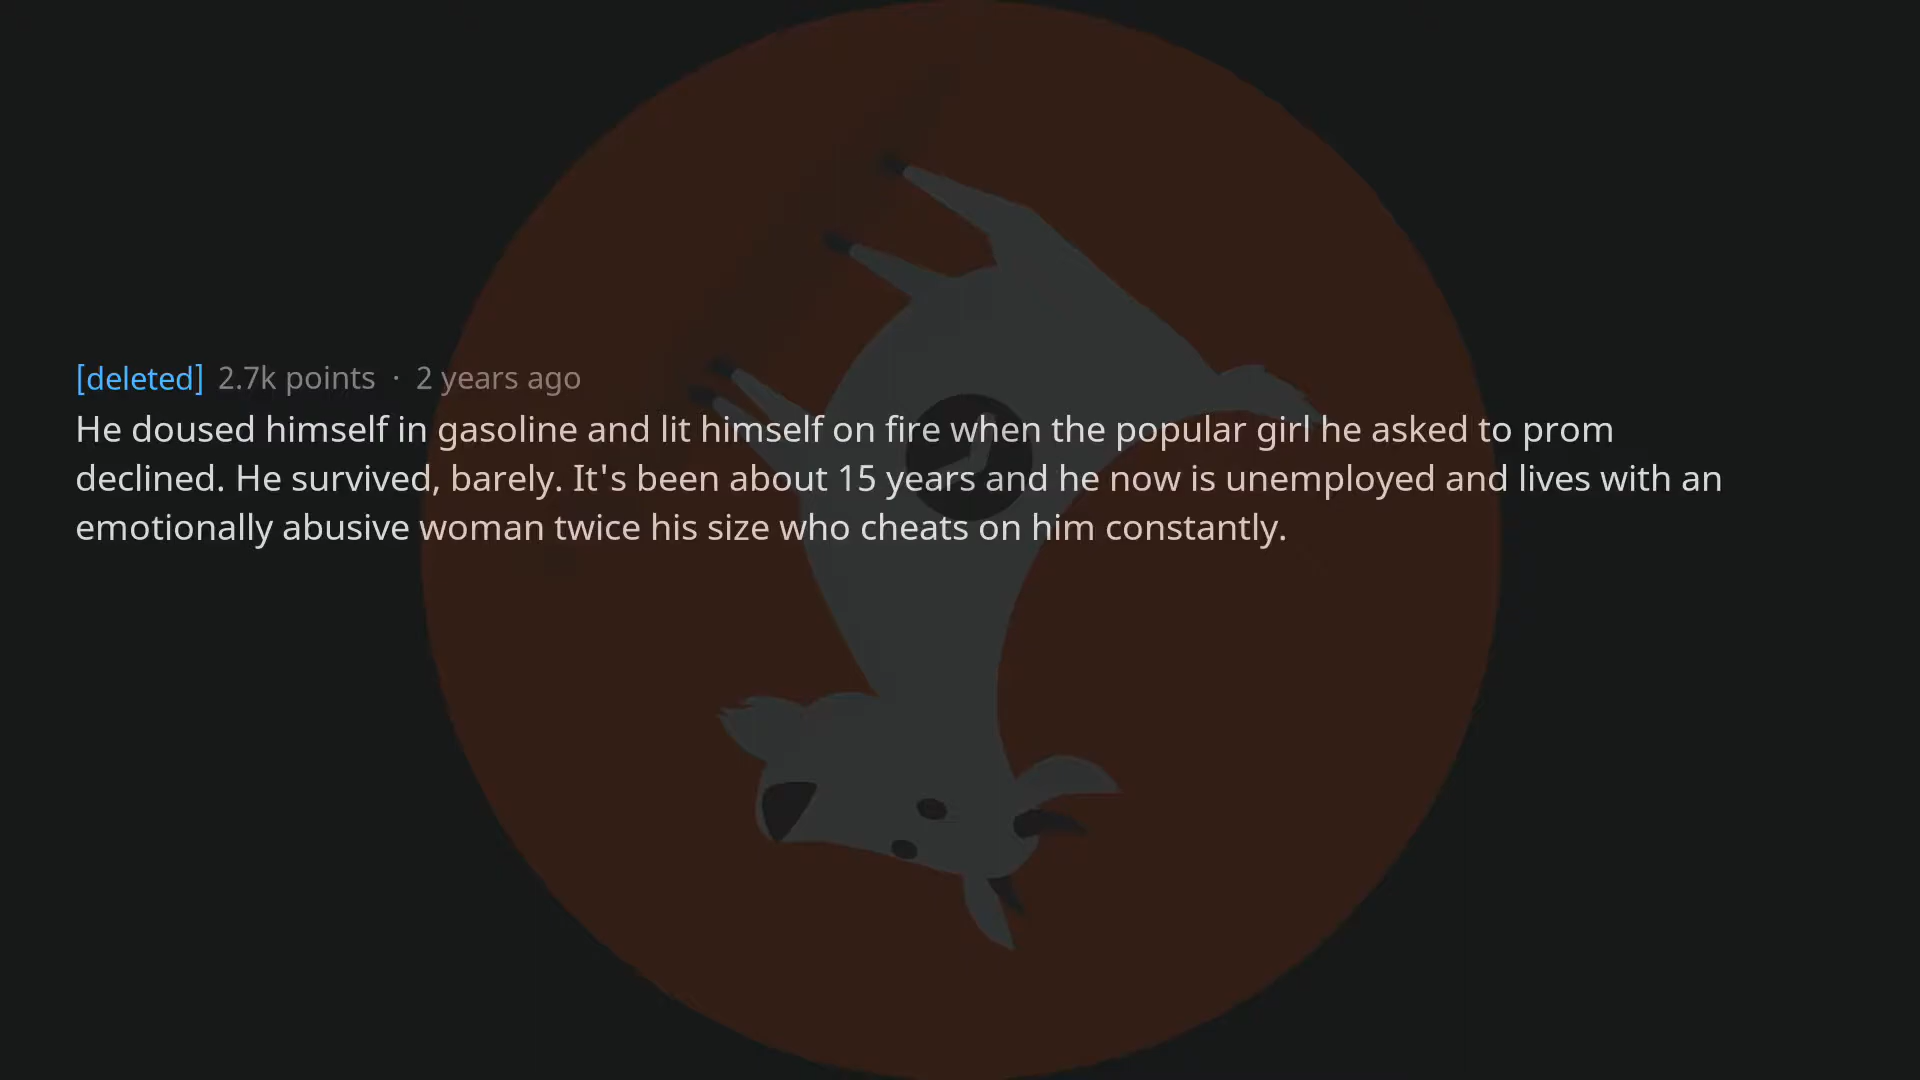 [deleted] 2.7k points · 2 years ago
He doused himself in gasoline and lit himself on fire when the popular girl he asked to prom
declined. He survived, barely. It's been about 15 years and he now is unemployed and lives with an
emotionally abusive woman twice his size who cheats on him constantly.